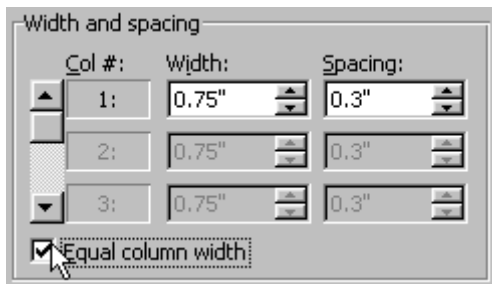 Width and spacing
Col #: Width: Spacing:
1: 0.75" 0.3"
2: 0.75" 0.3"
3: 0.75" 0.3"
Equal column width